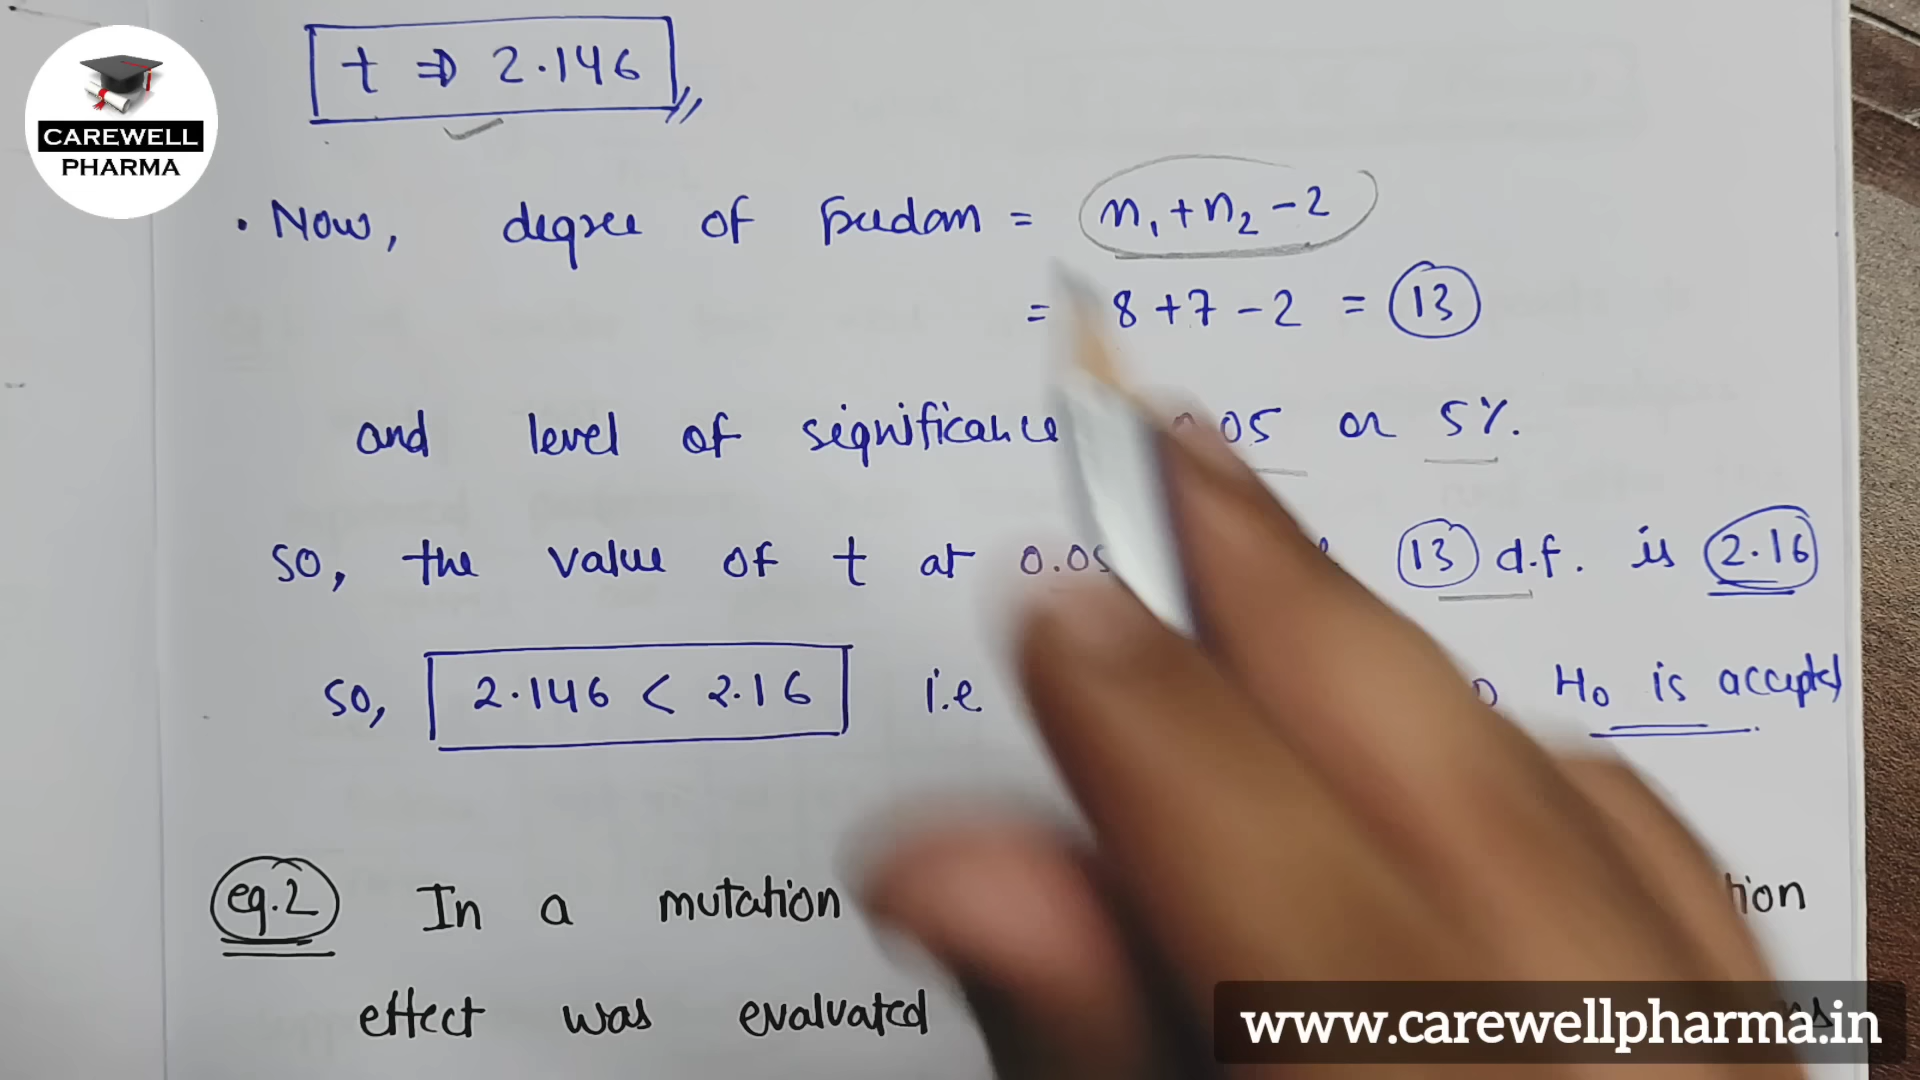 CAREWELL
PHARMA
t ⇒ 2.146
• Now, degree of freedom = n₁ + n₂ - 2
= 8 + 7 - 2 = 13
and level of significance 0.05 or 5%.
so, the value of t at 0.05 13 d.f. is 2.16
so, 2.146 < 2.16 i.e. H₀ is accepted
eg.2 In a mutation
effect was evaluated
www.carewellpharma.in